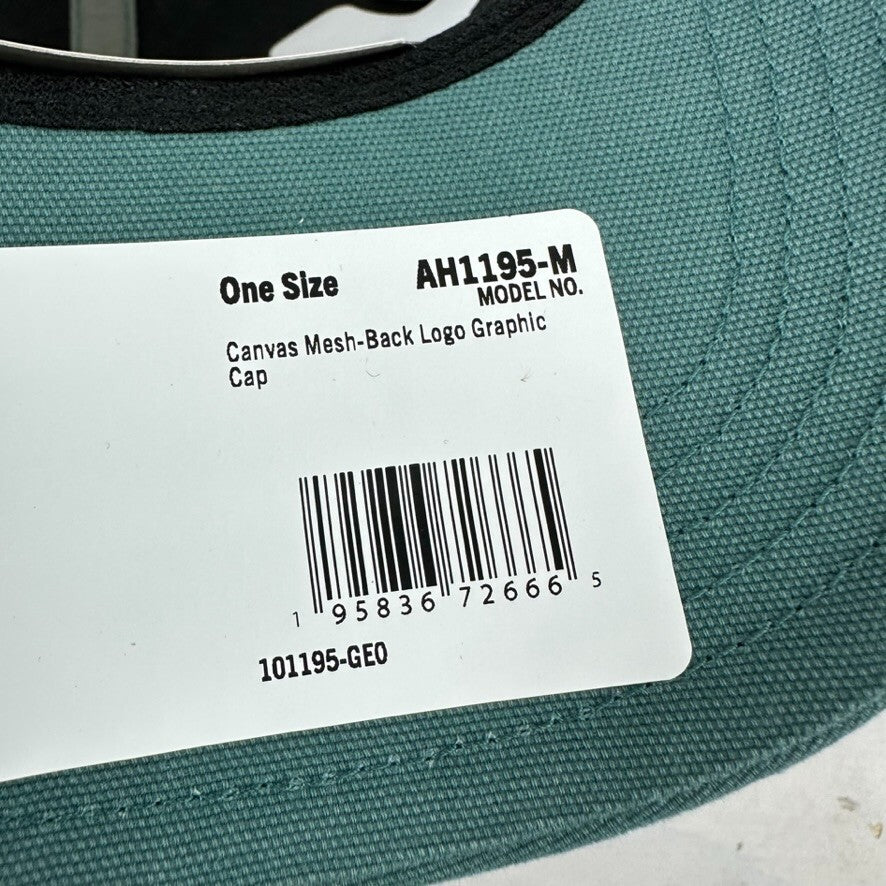 One Size AH1195-M
MODEL NO.
Canvas Mesh-Back Logo Graphic
Cap
1 95836 72666 5
101195-GE0